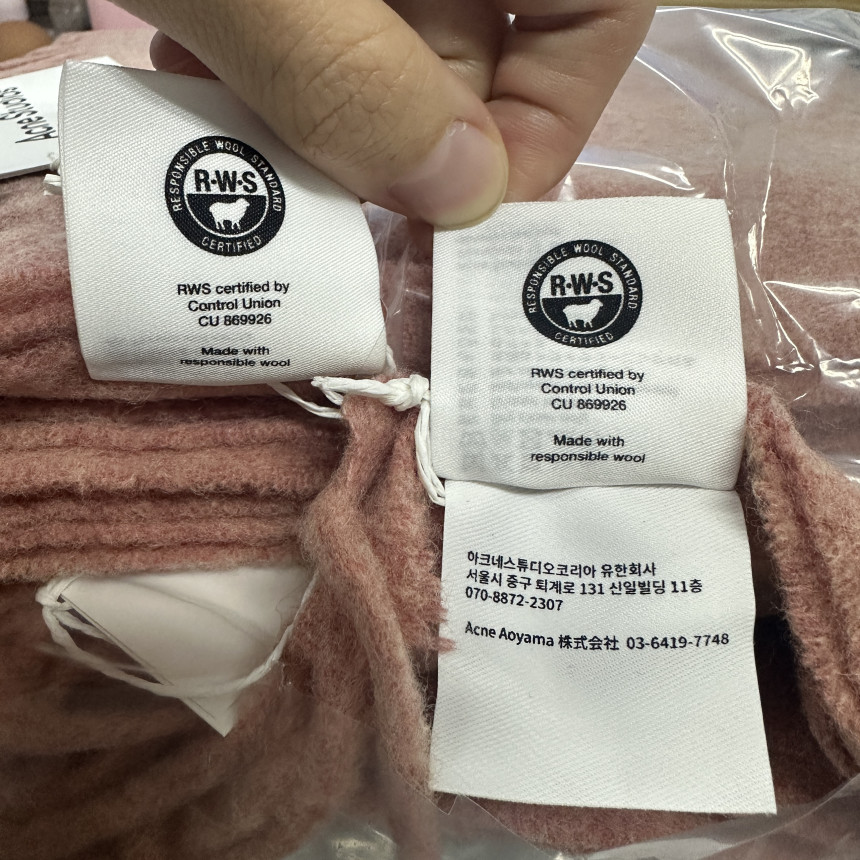 Acne Studios
RESPONSIBLE WOOL STANDARD
R·W·S
CERTIFIED
RWS certified by
Control Union
CU 869926
Made with
responsible wool
RESPONSIBLE WOOL STANDARD
R·W·S
CERTIFIED
RWS certified by
Control Union
CU 869926
Made with
responsible wool
하크네스튜디오코리아 유한회사
서울시 중구 퇴계로 131 신일빌딩 11층
070-8872-2307
Acne Aoyama 株式会社 03-6419-7748